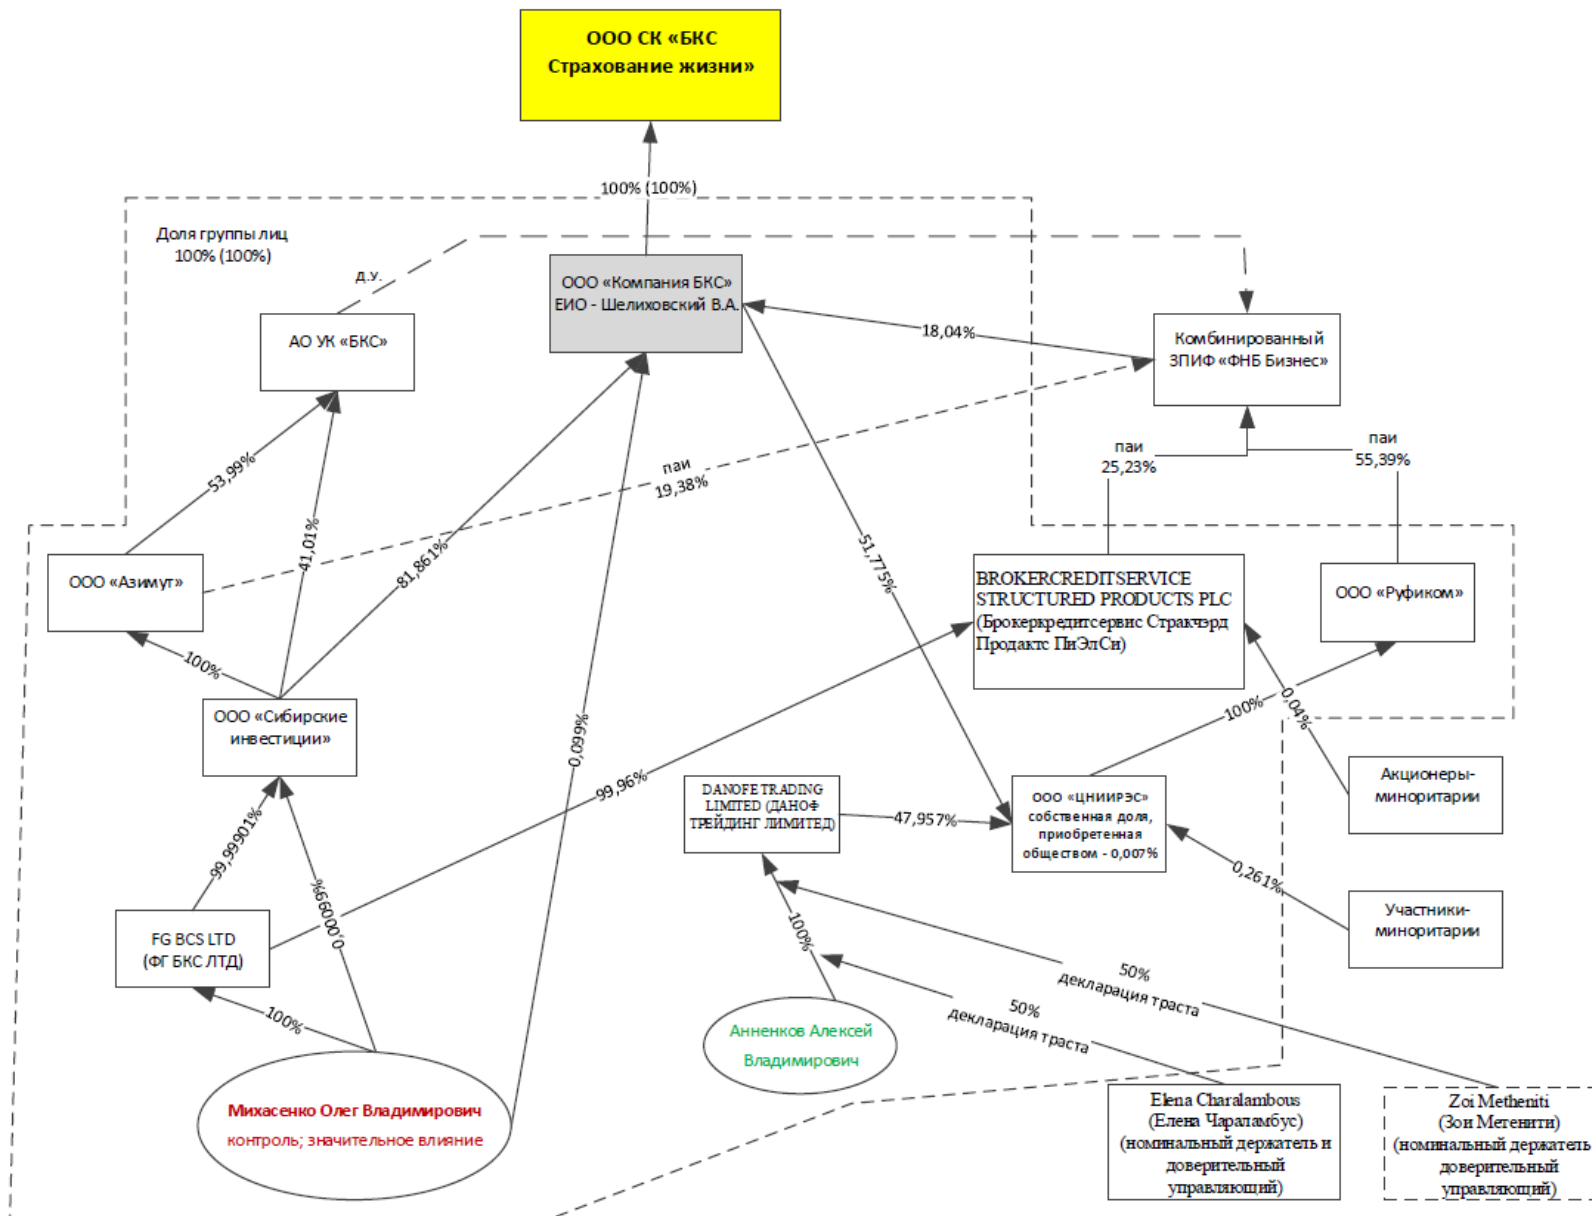 ООО СК «БКС
Страхование жизни»
100% (100%)
Доля группы лиц
100% (100%)
д.у.
ООО «Компания БКС»
ЕИО - Шелиховский В.А.
АО УК «БКС»
18,04%
Комбинированный
ЗПИФ «ФНБ Бизнес»
паи
25,23%
паи
55,39%
53,99%
41,01%
81,861%
паи
19,38%
51,775%
ООО «Азимут»
BROKERCREDITSERVICE
STRUCTURED PRODUCTS PLC
(Брокеркредитсервис Стракчэрд
Продактс ПиЭлСи)
ООО «Руфиком»
100%
ООО «Сибирские
инвестиции»
0,099%
100%
0,04%
99,96%
DANOFE TRADING
LIMITED (ДАНОФ
ТРЕЙДИНГ ЛИМИТЕД)
47,957%
ООО «ЦНИИРЭС»
собственная доля,
приобретенная
обществом - 0,007%
Акционеры-
миноритарии
99,99901%
0,00099%
0,261%
Участники-
миноритарии
FG BCS LTD
(ФГ БКС ЛТД)
100%
100%
50%
декларация траста
50%
декларация траста
Анненков Алексей
Владимирович
Михасенко Олег Владимирович
контроль; значительное влияние
Elena Charalambous
(Елена Чараламбус)
(номинальный держатель и
доверительный
управляющий)
Zoi Metheniti
(Зои Метенити)
(номинальный держатель
доверительный
управляющий)